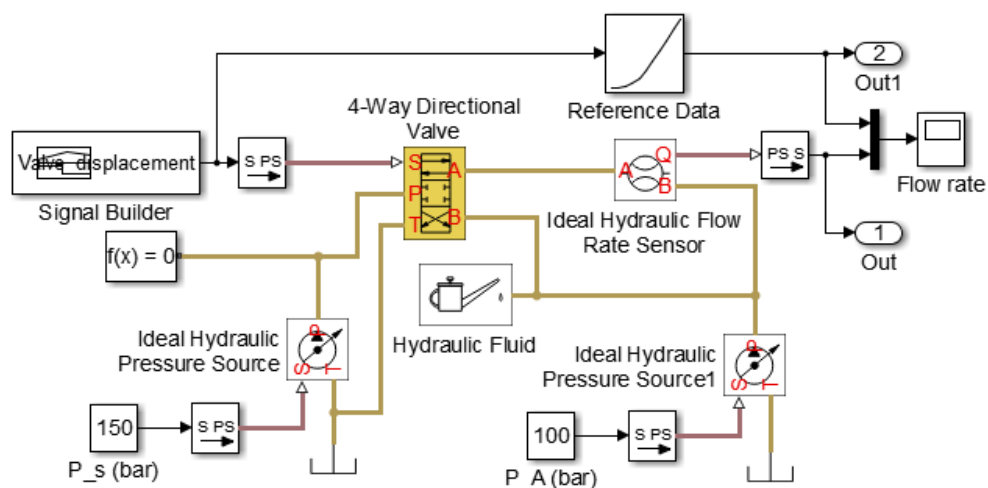 2
Out1
Reference Data
4-Way Directional
Valve
Valve displacement
Signal Builder
S PS
S
P
T
A
B
A
Q
B
Ideal Hydraulic Flow
Rate Sensor
PS S
Flow rate
1
Out
f(x) = 0
Hydraulic Fluid
Ideal Hydraulic
Pressure Source
P
S
T
Ideal Hydraulic
Pressure Source1
P
S
T
150
S PS
P_s (bar)
100
S PS
P_A (bar)